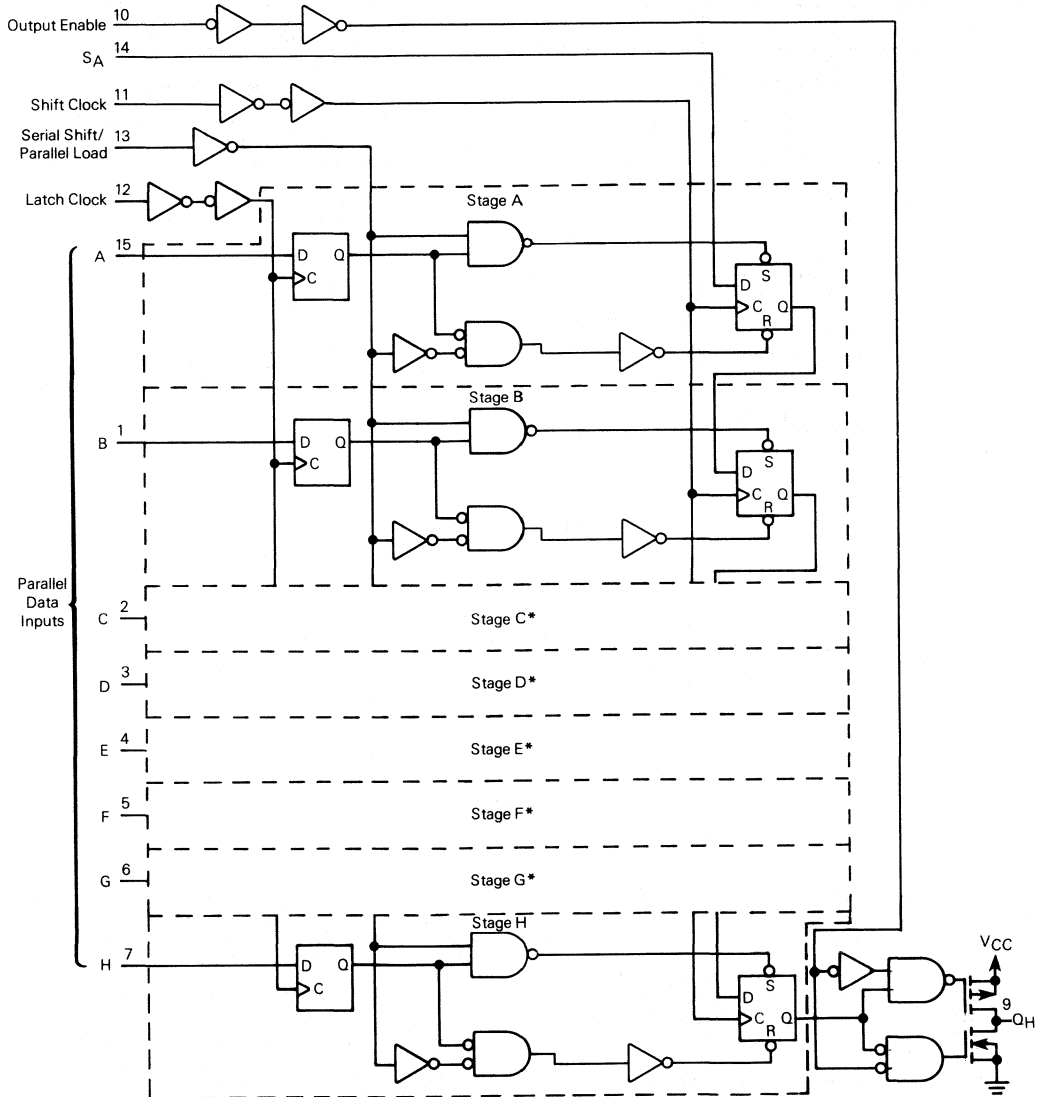 Output Enable 10
SA 14
Shift Clock 11
Serial Shift/
Parallel Load 13
Latch Clock 12
Stage A
A 15
D Q
C
S
D
C Q
R
Stage B
B 1
D Q
C
S
D
C Q
R
Parallel
Data
Inputs
C 2
Stage C*
D 3
Stage D*
E 4
Stage E*
F 5
Stage F*
G 6
Stage G*
Stage H
H 7
D Q
C
S
D
C Q
R
VCC
9
QH